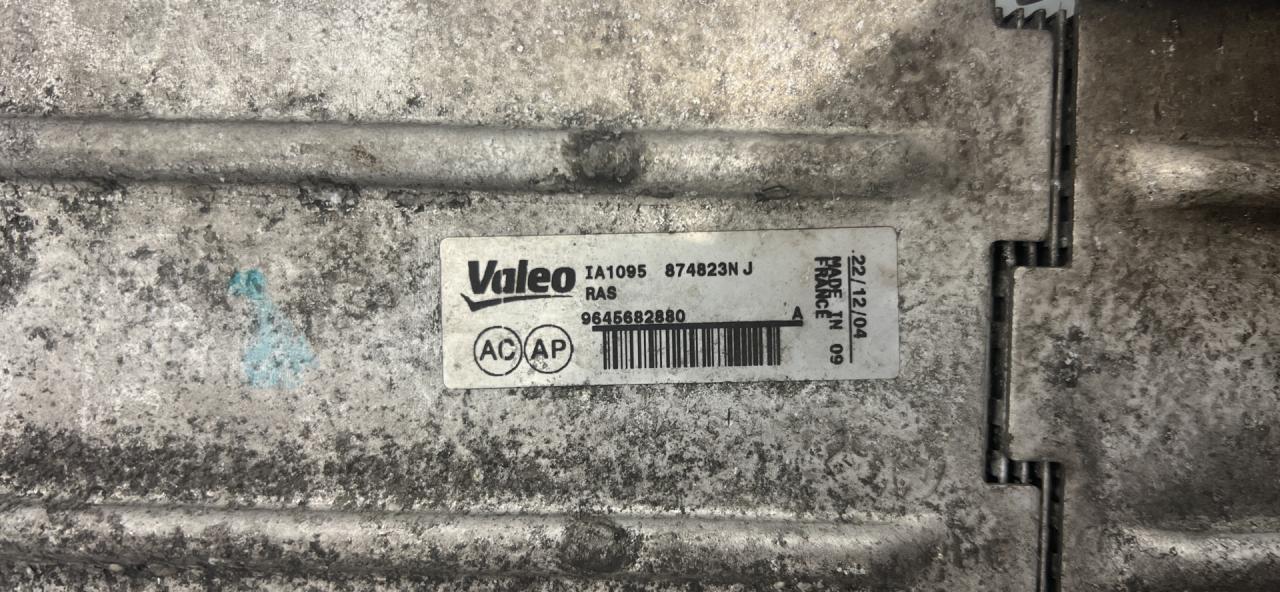 Valeo IA1095 874823N J
RAS
9645682880 A
AC AP
22/12/04
MADE IN 09
FRANCE